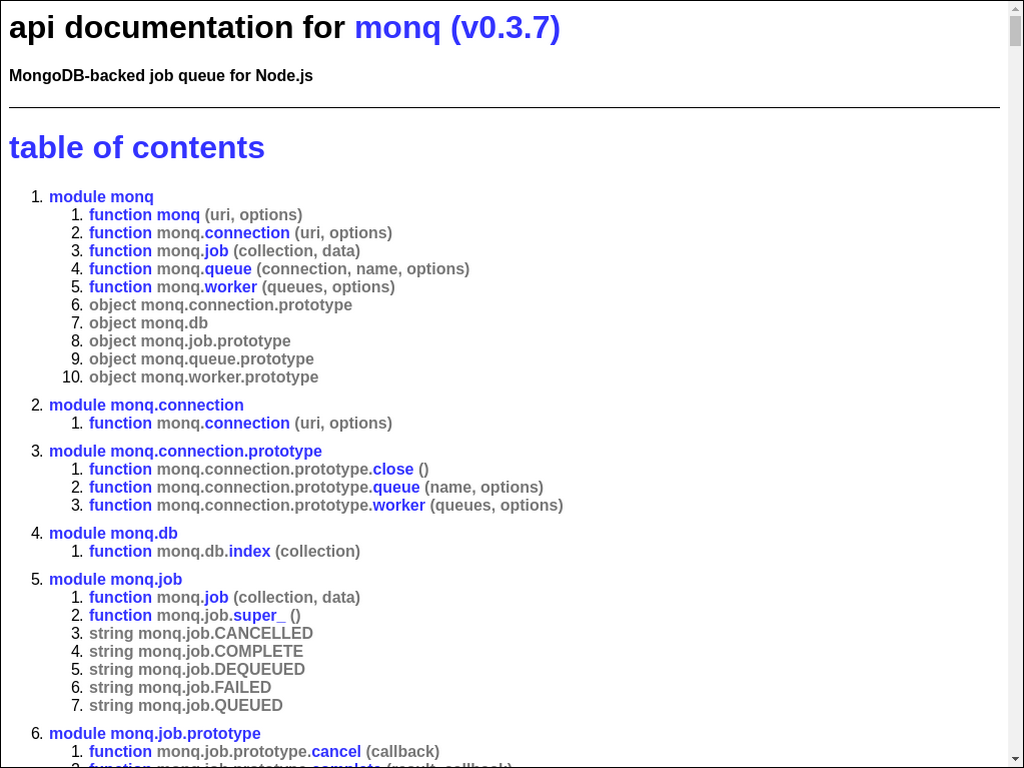 api documentation for monq (v0.3.7)
MongoDB-backed job queue for Node.js
table of contents
1. module monq
1. function monq (uri, options)
2. function monq.connection (uri, options)
3. function monq.job (collection, data)
4. function monq.queue (connection, name, options)
5. function monq.worker (queues, options)
6. object monq.connection.prototype
7. object monq.db
8. object monq.job.prototype
9. object monq.queue.prototype
10. object monq.worker.prototype
2. module monq.connection
1. function monq.connection (uri, options)
3. module monq.connection.prototype
1. function monq.connection.prototype.close ()
2. function monq.connection.prototype.queue (name, options)
3. function monq.connection.prototype.worker (queues, options)
4. module monq.db
1. function monq.db.index (collection)
5. module monq.job
1. function monq.job (collection, data)
2. function monq.job.super_ ()
3. string monq.job.CANCELLED
4. string monq.job.COMPLETE
5. string monq.job.DEQUEUED
6. string monq.job.FAILED
7. string monq.job.QUEUED
6. module monq.job.prototype
1. function monq.job.prototype.cancel (callback)
2. function monq.job.prototype.complete (result, callback)